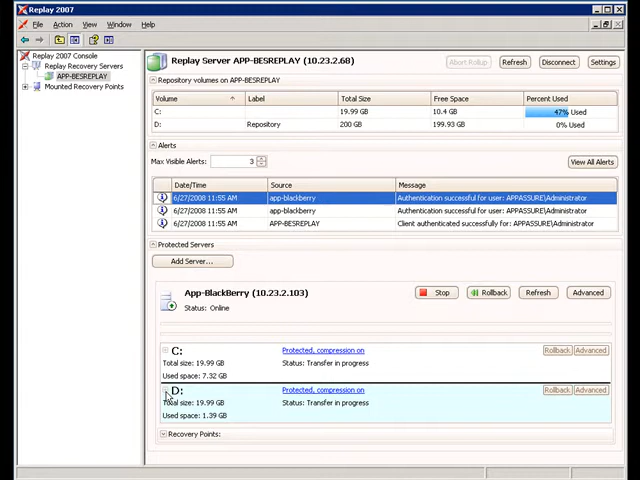 Replay 2007
File Action View Window Help
Replay 2007 Console
Replay Recovery Servers
APP-BESREPLAY
Mounted Recovery Points
Replay Server APP-BESREPLAY (10.23.2.68)
Abort Rollup Refresh Disconnect Settings
Repository volumes on APP-BESREPLAY
Volume Label Total Size Free Space Percent Used
C: 19.99 GB 10.4 GB 47% Used
D: Repository 200 GB 199.93 GB 0% Used
Alerts
Max Visible Alerts: 3 View All Alerts
Date/Time Source Message
6/27/2008 11:55 AM app-blackberry Authentication successful for user: APPASSURE\Administrator
6/27/2008 11:55 AM app-blackberry Authentication successful for user: APPASSURE\Administrator
6/27/2008 11:55 AM APP-BESREPLAY Client authenticated successfully for: APPASSURE\Administrator
Protected Servers
Add Server...
App-BlackBerry (10.23.2.103) Stop Rollback Refresh Advanced
Status: Online
C: Protected, compression on Rollback Advanced
Total size: 19.99 GB Status: Transfer in progress
Used space: 7.32 GB
D: Protected, compression on Rollback Advanced
Total size: 19.99 GB Status: Transfer in progress
Used space: 1.39 GB
Recovery Points: